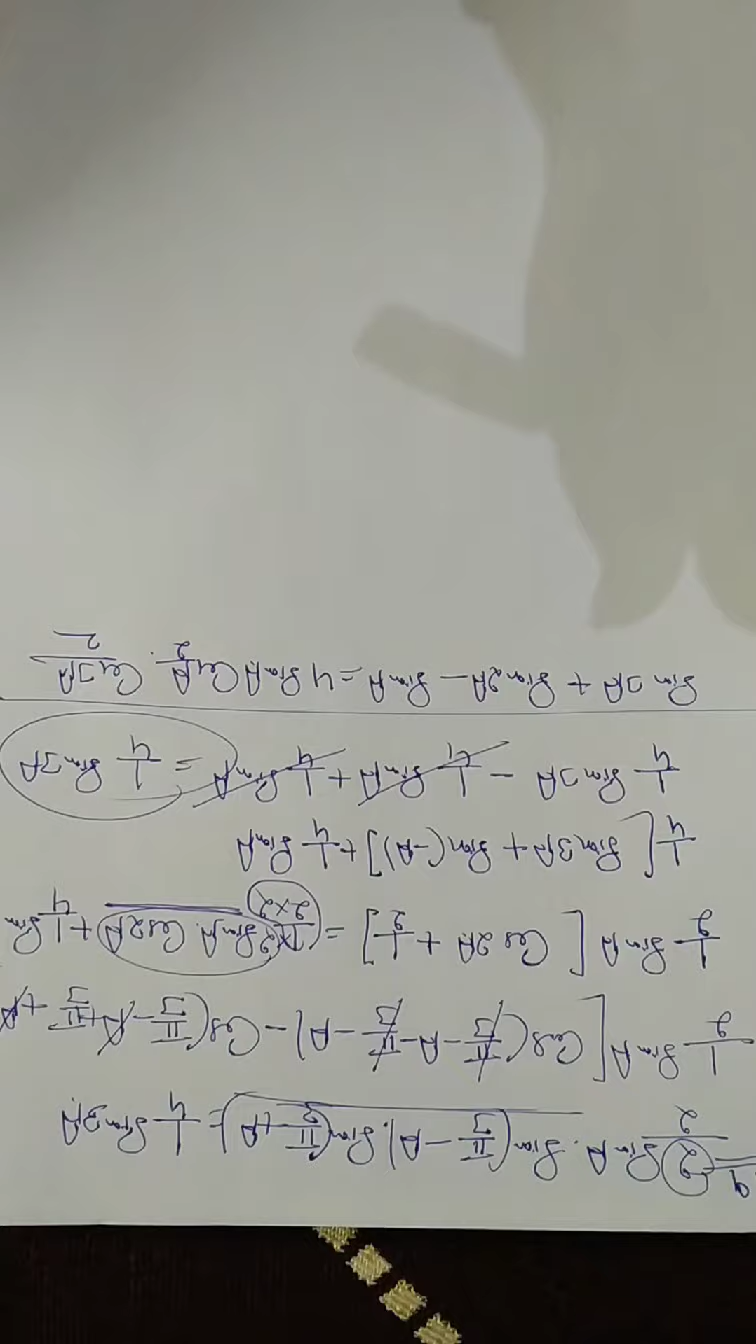 9 = 2/2 Sin A . Sin(π/3 - A) Sin(π/3 + A) = 1/4 Sin 3A
1/2 Sin A [Cos(π/3 - A - π/3 - A) - Cos(π/3 - A + π/3 + A
1/2 Sin A [Cos 2A + 1/2] = 1×2 Sin A. Cos 2A / 2×2 + 1/4 Sin
1/4 [Sin 3A + Sin(-A)] + 1/4 Sin A
1/4 Sin 3A - 1/4 Sin A + 1/4 Sin A = 1/4 Sin 3A
Sin 3A + Sin 2A - Sin A = 4 Sin A Cos A/2 . Cos 3A/2